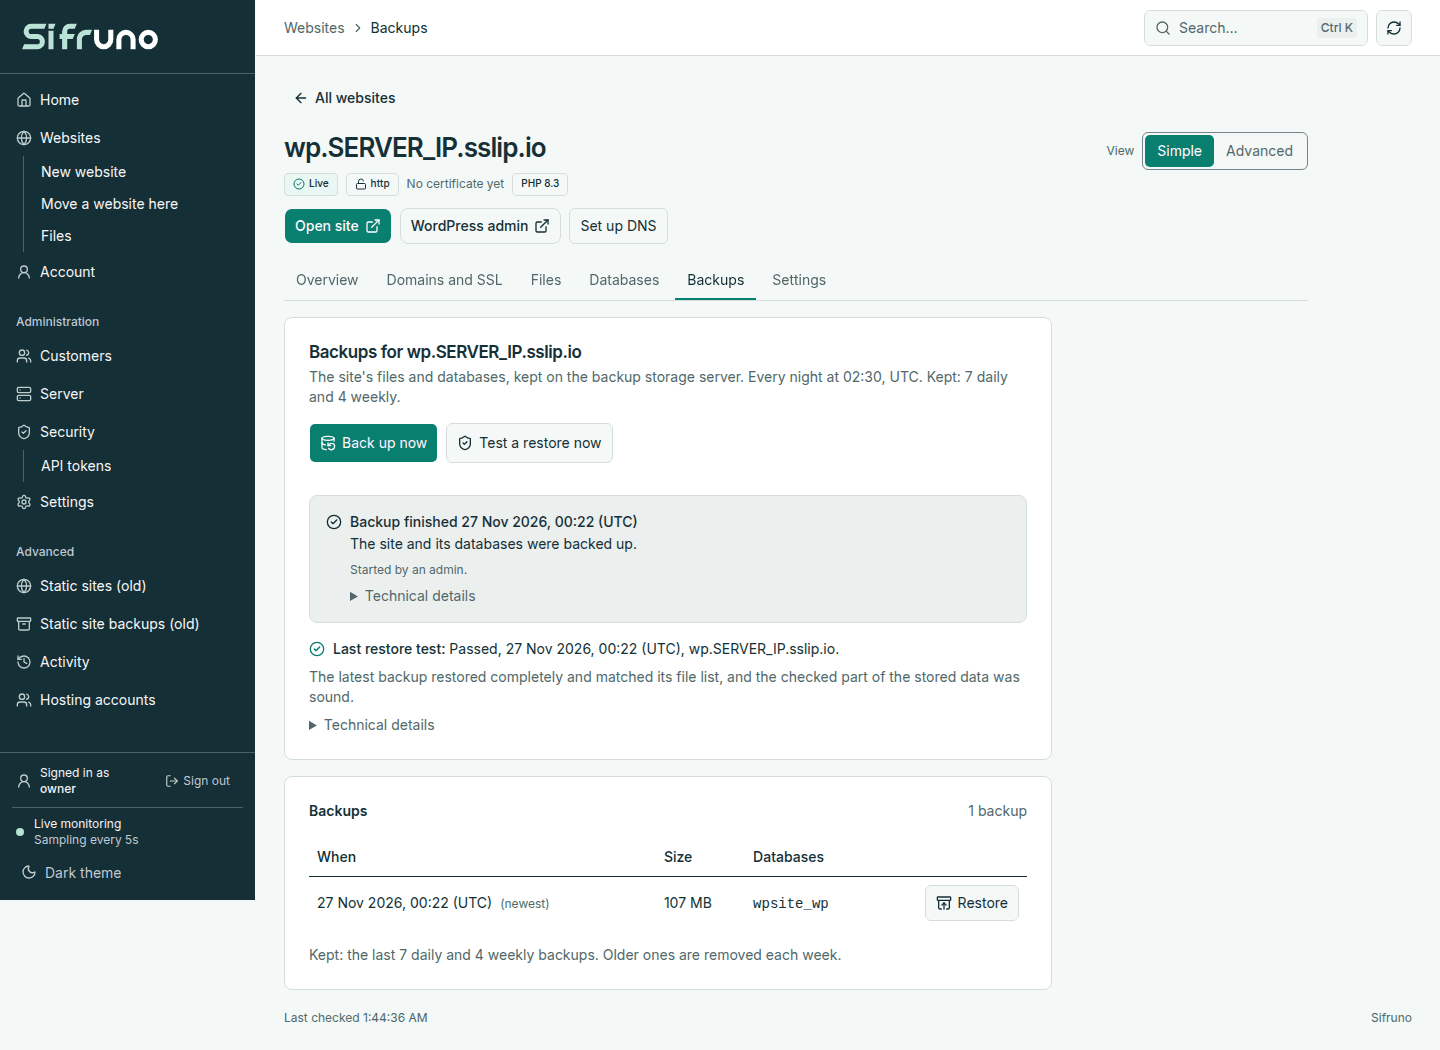 Sifruno
Websites > Backups
Search...
Ctrl K
Home
Websites
New website
Move a website here
Files
Account
Administration
Customers
Server
Security
API tokens
Settings
Advanced
Static sites (old)
Static site backups (old)
Activity
Hosting accounts
Signed in as
owner
Sign out
Live monitoring
Sampling every 5s
Dark theme
All websites
wp.SERVER_IP.sslip.io
View
Simple
Advanced
Live
http
No certificate yet
PHP 8.3
Open site
WordPress admin
Set up DNS
Overview
Domains and SSL
Files
Databases
Backups
Settings
Backups for wp.SERVER_IP.sslip.io
The site's files and databases, kept on the backup storage server. Every night at 02:30, UTC. Kept: 7 daily
and 4 weekly.
Back up now
Test a restore now
Backup finished 27 Nov 2026, 00:22 (UTC)
The site and its databases were backed up.
Started by an admin.
Technical details
Last restore test: Passed, 27 Nov 2026, 00:22 (UTC), wp.SERVER_IP.sslip.io.
The latest backup restored completely and matched its file list, and the checked part of the stored data was
sound.
Technical details
Backups
1 backup
When
Size
Databases
27 Nov 2026, 00:22 (UTC) (newest)
107 MB
wpsite_wp
Restore
Kept: the last 7 daily and 4 weekly backups. Older ones are removed each week.
Last checked 1:44:36 AM
Sifruno